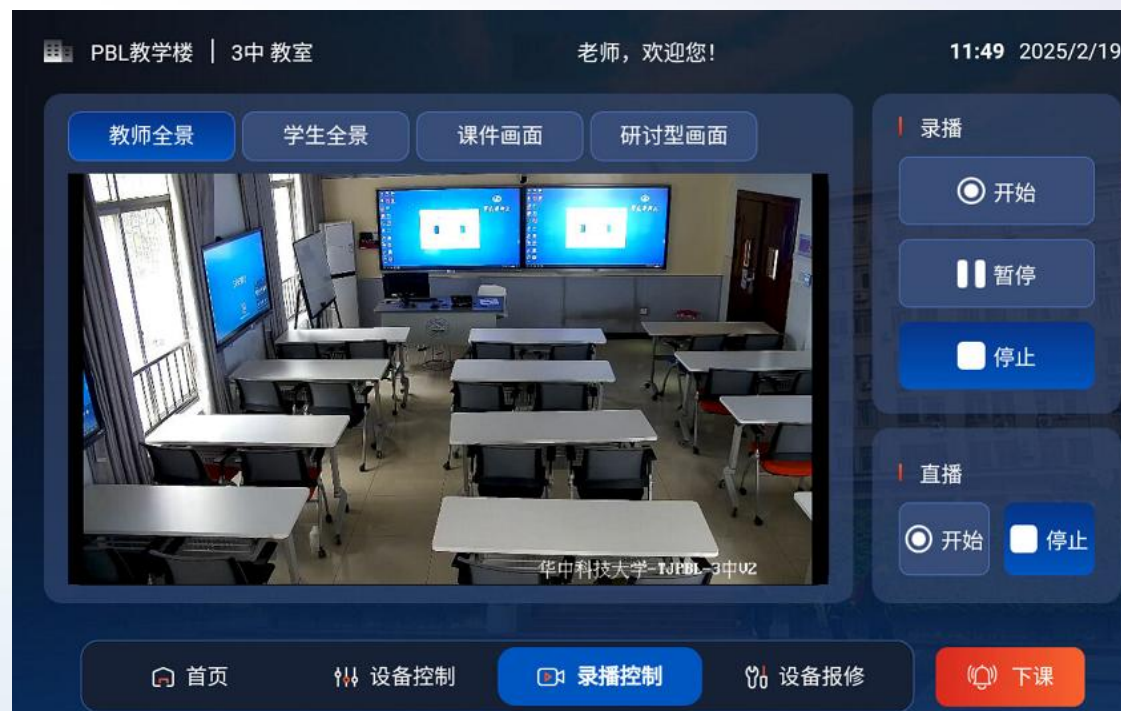 PBL教学楼 | 3中 教室
老师，欢迎您！
11:49 2025/2/19
教师全景
学生全景
课件画面
研讨型画面
华中科技大学-TJPBL-3中V2
录播
开始
暂停
停止
直播
开始
停止
首页
设备控制
录播控制
设备报修
下课